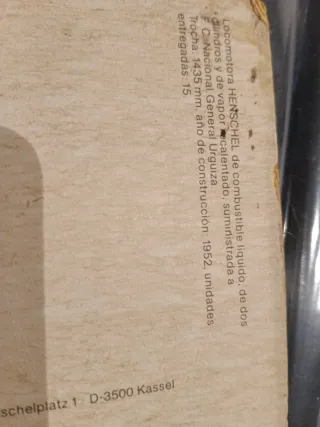 Locomotora HENSCHEL de combustible liquido, de dos
cilindros y de vapor recalentado, suministrada a
F.C. Nacional General Urquiza
Trocha: 1435 mm, año de construcción: 1952, unidades
entregadas: 15
schelplatz 1 D-3500 Kassel